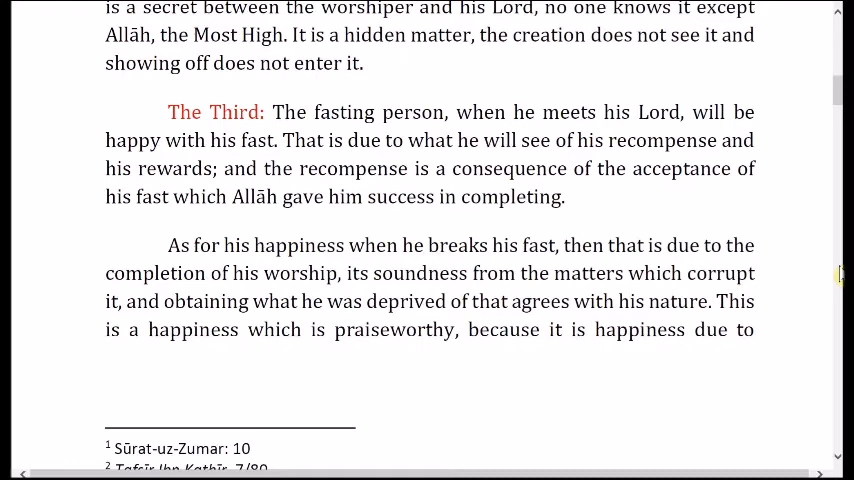 is a secret between the worshiper and his Lord, no one knows it except
Allāh, the Most High. It is a hidden matter, the creation does not see it and
showing off does not enter it.
The Third: The fasting person, when he meets his Lord, will be
happy with his fast. That is due to what he will see of his recompense and
his rewards; and the recompense is a consequence of the acceptance of
his fast which Allāh gave him success in completing.
As for his happiness when he breaks his fast, then that is due to the
completion of his worship, its soundness from the matters which corrupt
it, and obtaining what he was deprived of that agrees with his nature. This
is a happiness which is praiseworthy, because it is happiness due to
1 Sūrat-uz-Zumar: 10
2 Tafsīr Ibn Kathīr, 7/80